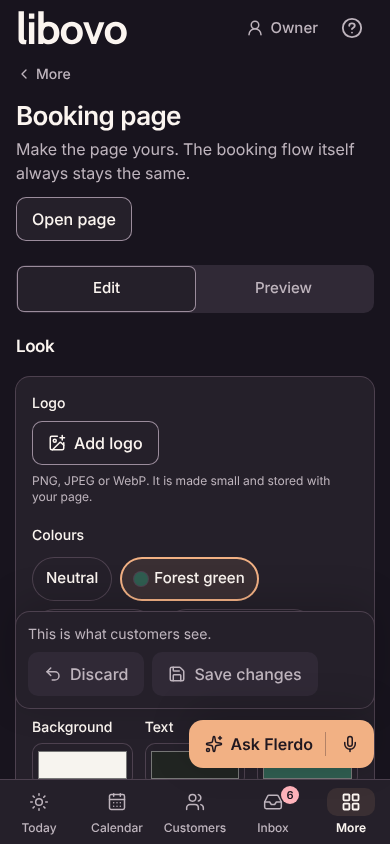 libovo
Owner
More
Booking page
Make the page yours. The booking flow itself
always stays the same.
Open page
Edit
Preview
Look
Logo
Add logo
PNG, JPEG or WebP. It is made small and stored with
your page.
Colours
Neutral
Forest green
This is what customers see.
Discard
Save changes
Background
Text
Ask Flerdo
6
Today
Calendar
Customers
Inbox
More